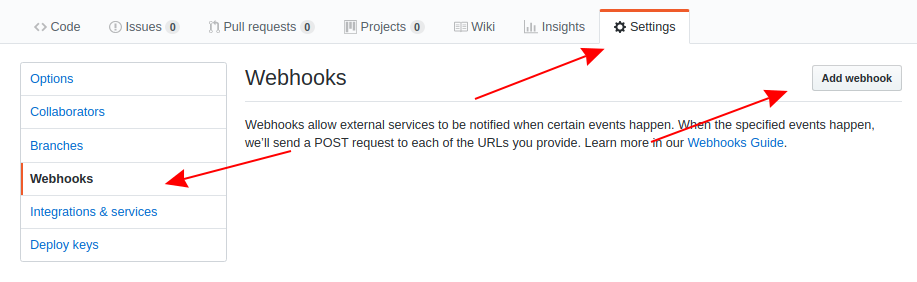 Code Issues 0 Pull requests 0 Projects 0 Wiki Insights Settings
Options
Collaborators
Branches
Webhooks
Integrations & services
Deploy keys
Webhooks
Add webhook
Webhooks allow external services to be notified when certain events happen. When the specified events happen,
we'll send a POST request to each of the URLs you provide. Learn more in our Webhooks Guide.